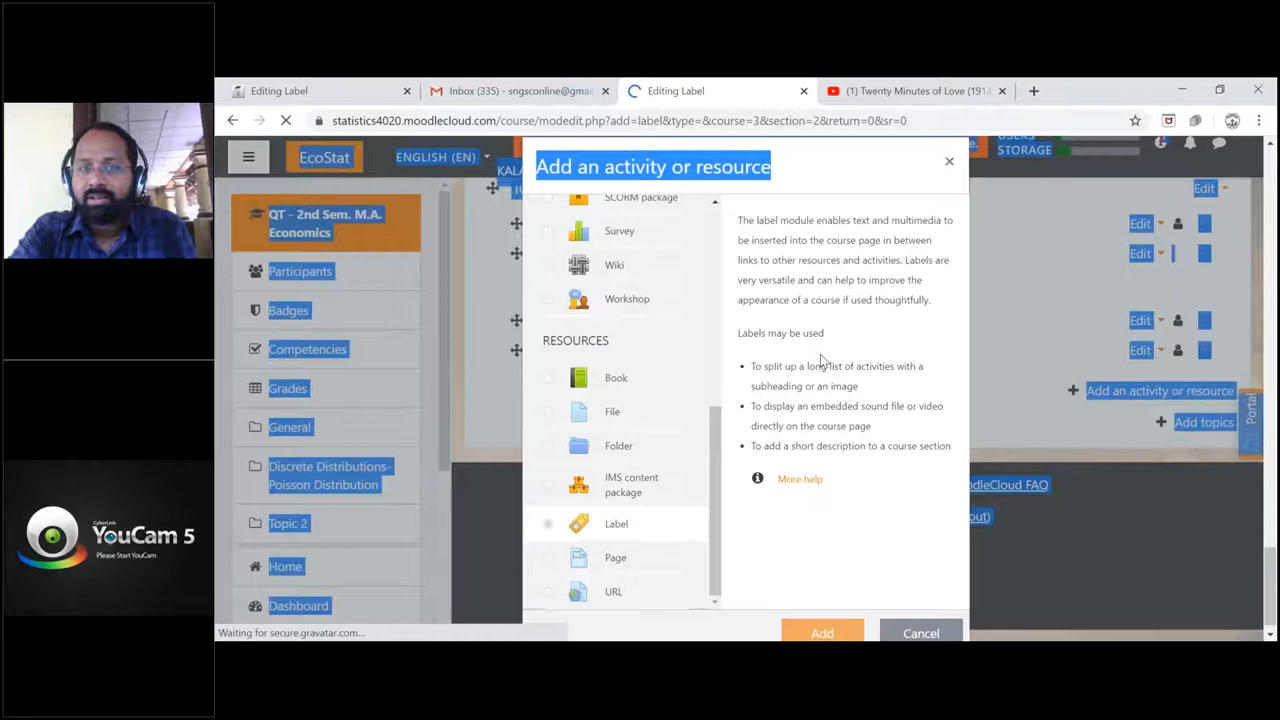 Editing Label
Inbox (335) - sngsconline@gma
Editing Label
(1) Twenty Minutes of Love (1914
statistics4020.moodlecloud.com/course/modedit.php?add=label&type=&course=3&section=2&return=0&sr=0
EcoStat
ENGLISH (EN)
STORAGE
Add an activity or resource
Edit
QT - 2nd Sem. M.A.
Economics
Participants
Badges
Competencies
Grades
General
Discrete Distributions-
Poisson Distribution
Topic 2
Home
Dashboard
SCORM package
Survey
Wiki
Workshop
RESOURCES
Book
File
Folder
IMS content
package
Label
Page
URL
The label module enables text and multimedia to
be inserted into the course page in between
links to other resources and activities. Labels are
very versatile and can help to improve the
appearance of a course if used thoughtfully.
Labels may be used
To split up a long list of activities with a
subheading or an image
To display an embedded sound file or video
directly on the course page
To add a short description to a course section
More help
Add
Cancel
Edit
Edit
Edit
Edit
Add an activity or resource
Add topics
Portal
dleCloud FAQ
out)
Waiting for secure.gravatar.com...
CyberLink
YouCam 5
Please Start YouCam